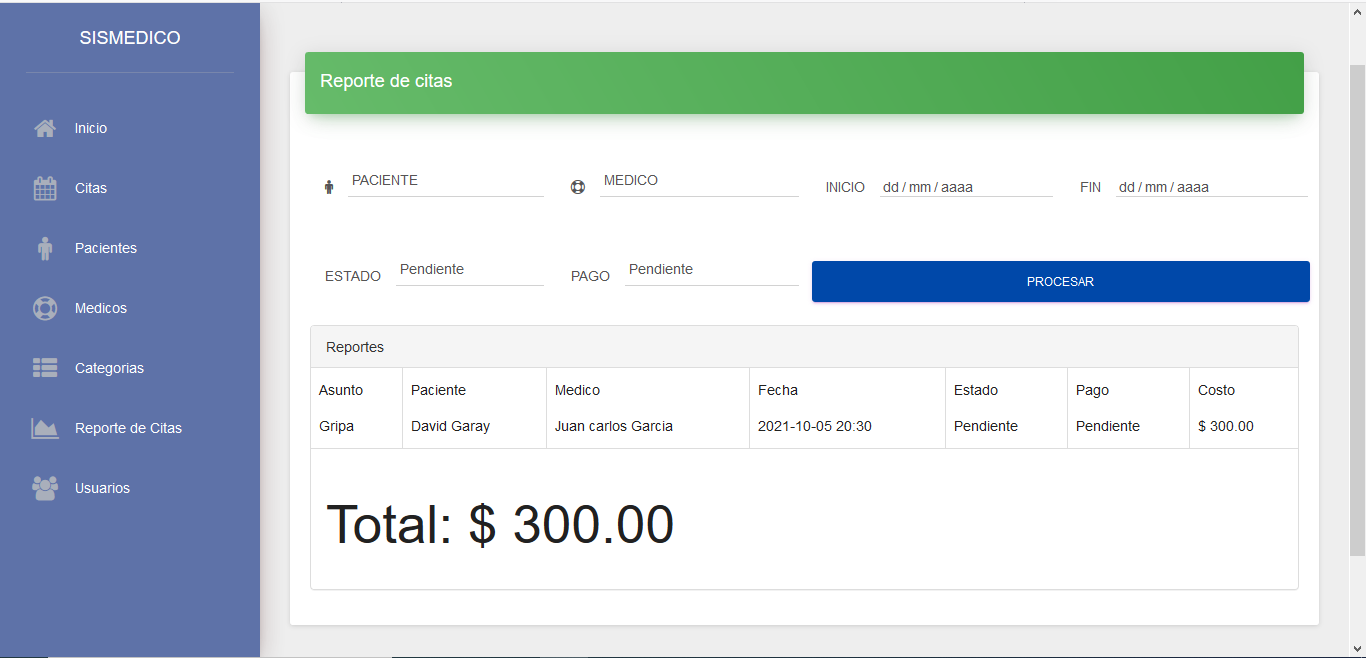 SISMEDICO
Inicio
Citas
Pacientes
Medicos
Categorias
Reporte de Citas
Usuarios
Reporte de citas
PACIENTE MEDICO INICIO dd / mm / aaaa FIN dd / mm / aaaa
ESTADO Pendiente PAGO Pendiente PROCESAR
Reportes
Asunto Paciente Medico Fecha Estado Pago Costo
Gripa David Garay Juan carlos Garcia 2021-10-05 20:30 Pendiente Pendiente $ 300.00
Total: $ 300.00